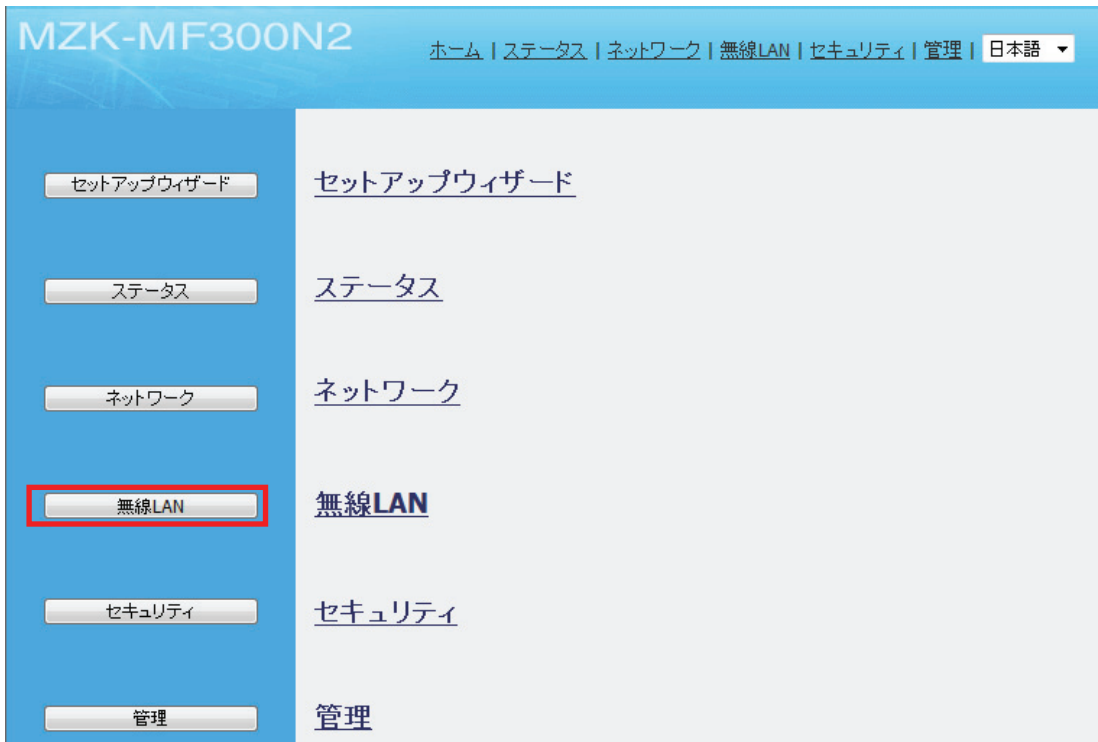 MZK-MF300N2
ホーム | ステータス | ネットワーク | 無線LAN | セキュリティ | 管理 | 日本語 ▼
セットアップウィザード セットアップウィザード
ステータス ステータス
ネットワーク ネットワーク
無線LAN 無線LAN
セキュリティ セキュリティ
管理 管理